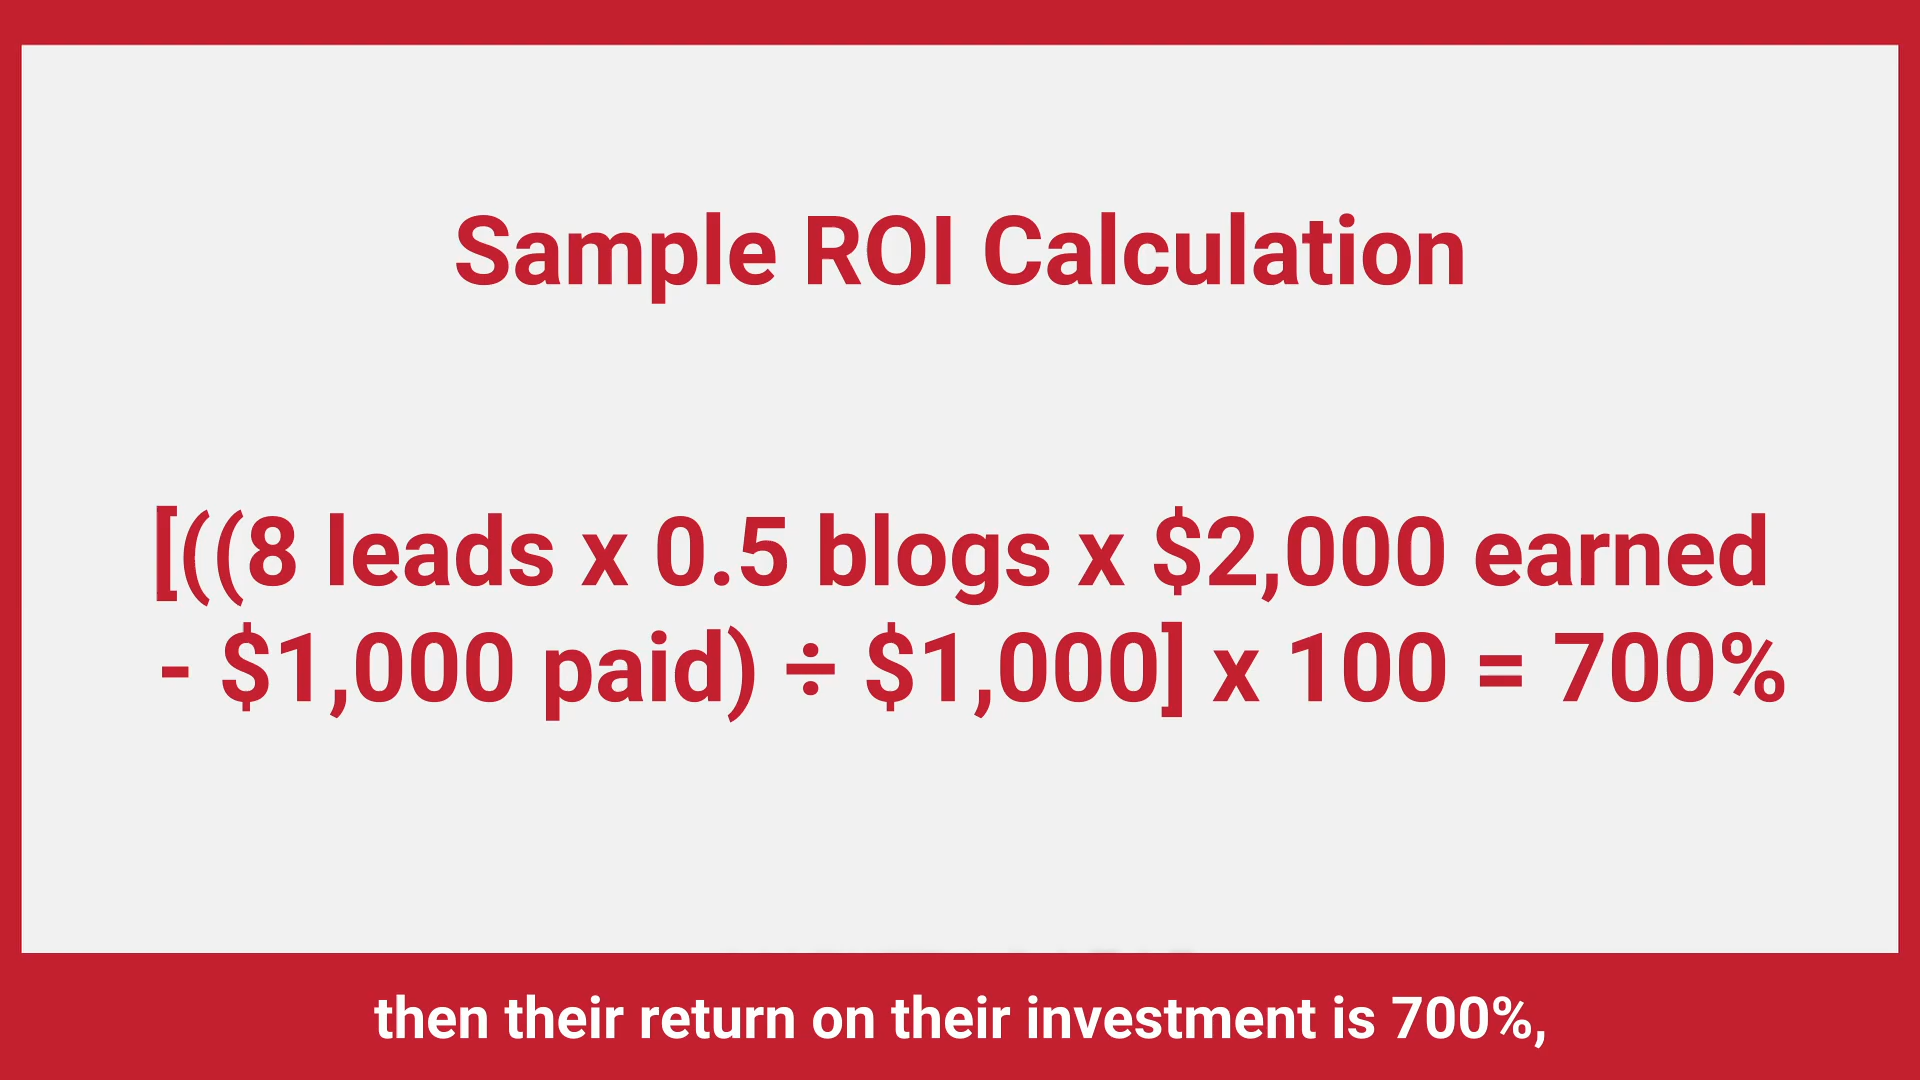 Sample ROI Calculation
[((8 leads x 0.5 blogs x $2,000 earned
- $1,000 paid) ÷ $1,000] x 100 = 700%
then their return on their investment is 700%,